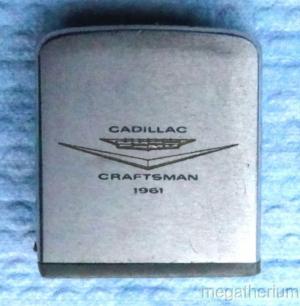 CADILLAC
CRAFTSMAN
1961
megatherium